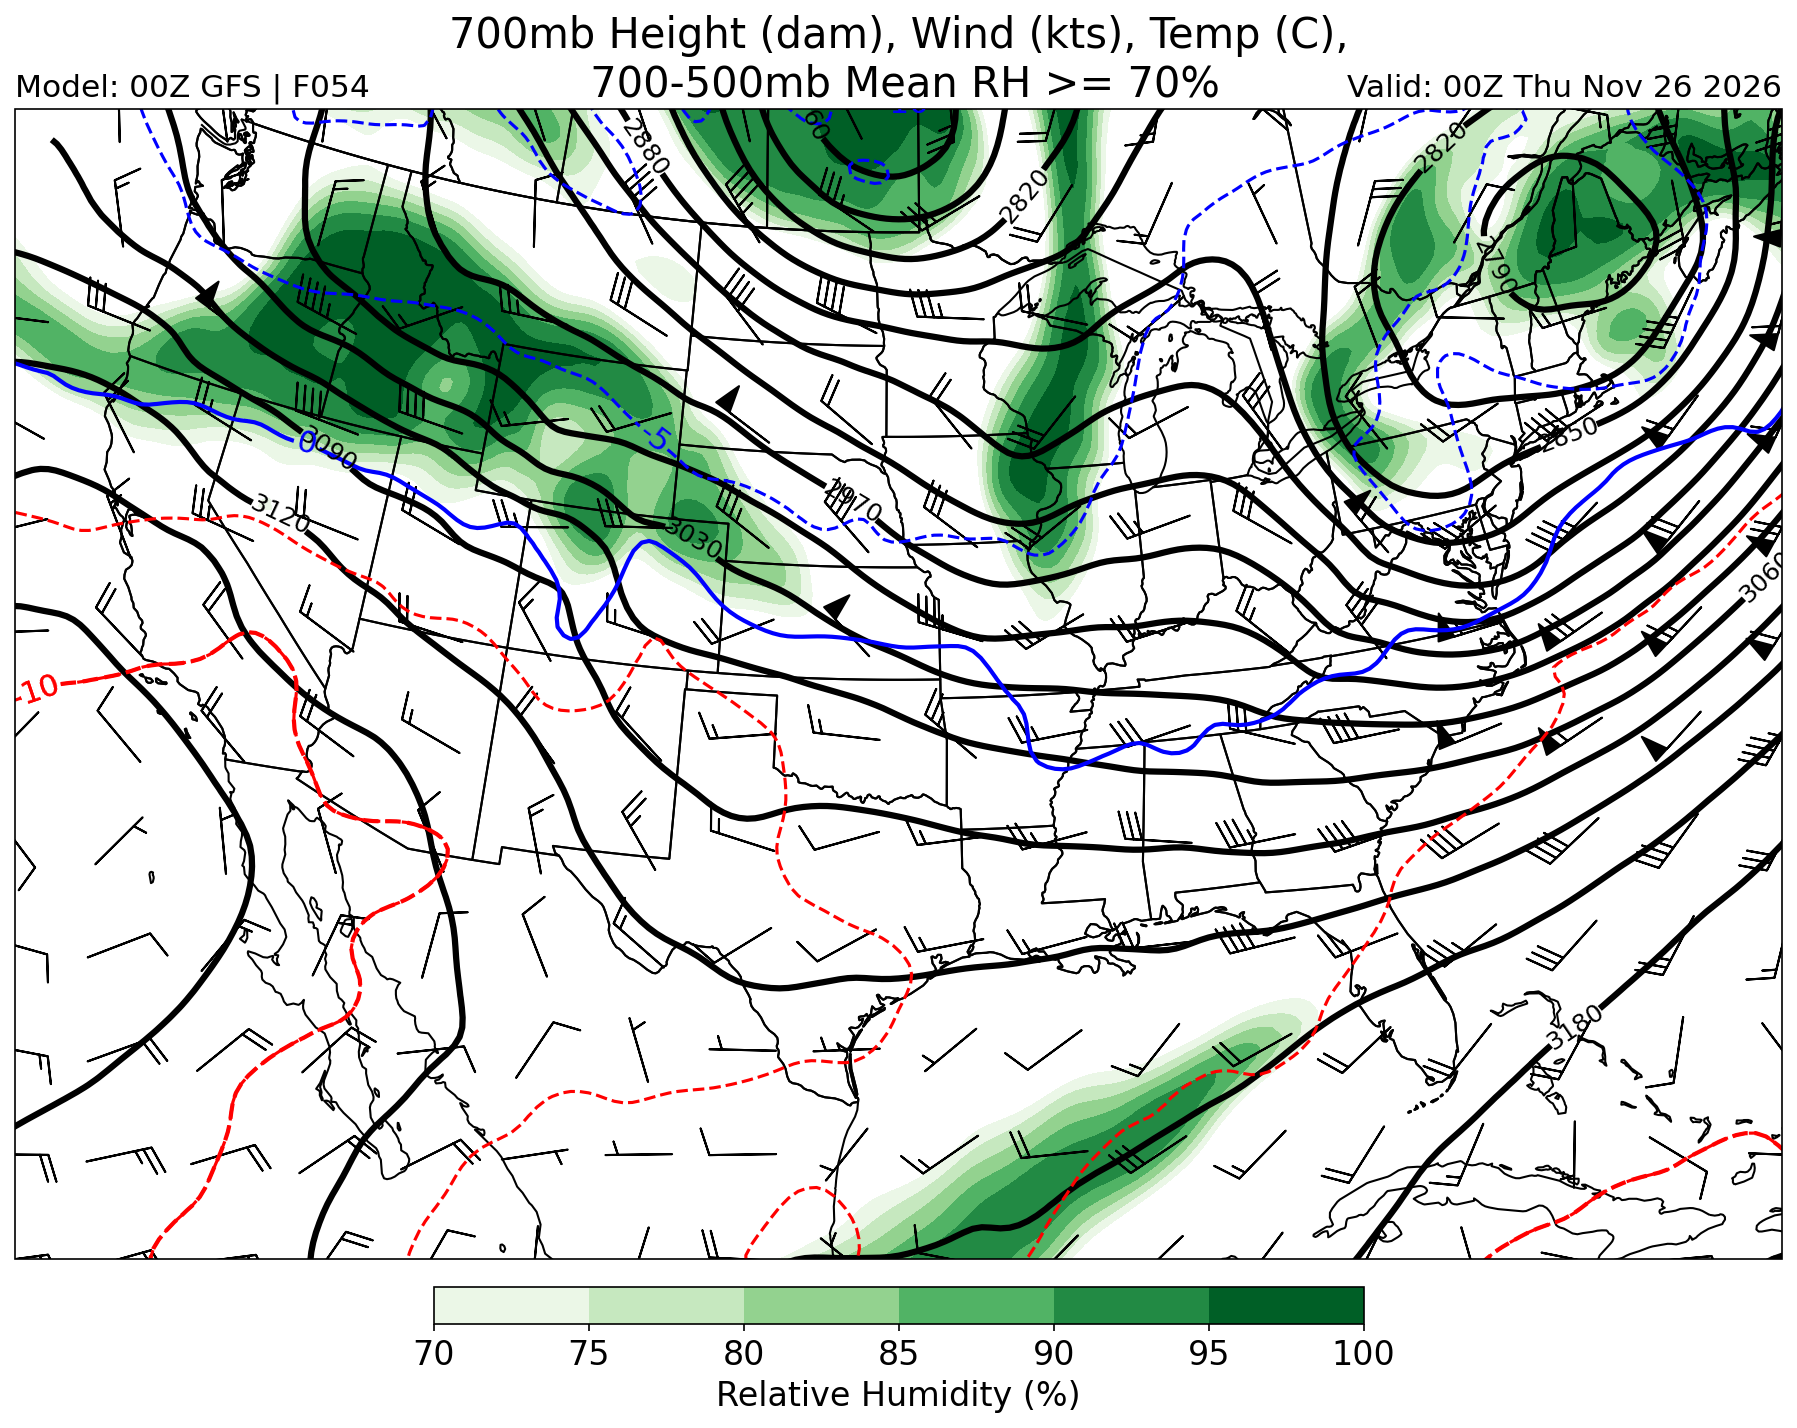 700mb Height (dam), Wind (kts), Temp (C),
700-500mb Mean RH >= 70%
Model: 00Z GFS | F054
Valid: 00Z Thu Nov 26 2026
2880
60
2820
2820
2790
2850
3090
0
-5
2970
3120
3030
3060
10
3180
70 75 80 85 90 95 100
Relative Humidity (%)